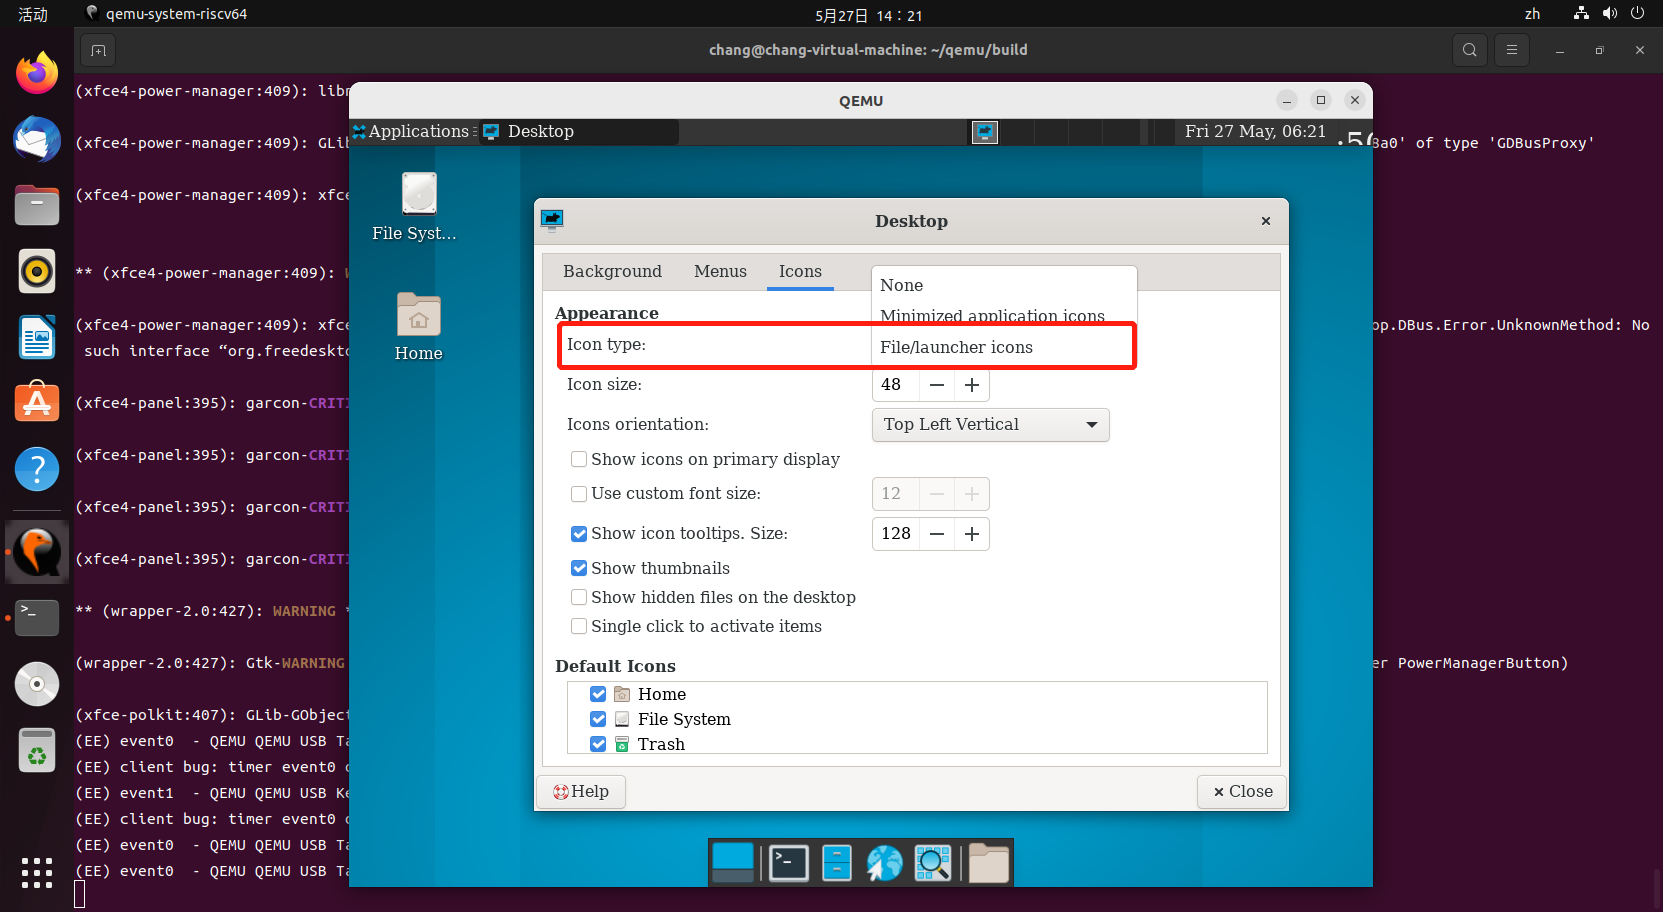 活动
qemu-system-riscv64
5月27日 14：21
zh
chang@chang-virtual-machine: ~/qemu/build
(xfce4-power-manager:409): libn
QEMU
Applications
Desktop
Fri 27 May, 06:21
(xfce4-power-manager:409): GLib
8a0' of type 'GDBusProxy'
(xfce4-power-manager:409): xfce
File Syst...
Home
** (xfce4-power-manager:409): W
(xfce4-power-manager:409): xfce
op.DBus.Error.UnknownMethod: No
such interface “org.freedeskto
(xfce4-panel:395): garcon-CRITI
(xfce4-panel:395): garcon-CRITI
(xfce4-panel:395): garcon-CRITI
(xfce4-panel:395): garcon-CRITI
** (wrapper-2.0:427): WARNING *
(wrapper-2.0:427): Gtk-WARNING
er PowerManagerButton)
(xfce-polkit:407): GLib-GObject
(EE) event0 - QEMU QEMU USB Ta
(EE) client bug: timer event0 d
(EE) event1 - QEMU QEMU USB Ke
(EE) client bug: timer event0 d
(EE) event0 - QEMU QEMU USB Ta
(EE) event0 - QEMU QEMU USB Ta
Desktop
Background Menus Icons
None
Minimized application icons
File/launcher icons
Appearance
Icon type:
Icon size: 48
Icons orientation: Top Left Vertical
Show icons on primary display
Use custom font size: 12
Show icon tooltips. Size: 128
Show thumbnails
Show hidden files on the desktop
Single click to activate items
Default Icons
Home
File System
Trash
Help
Close